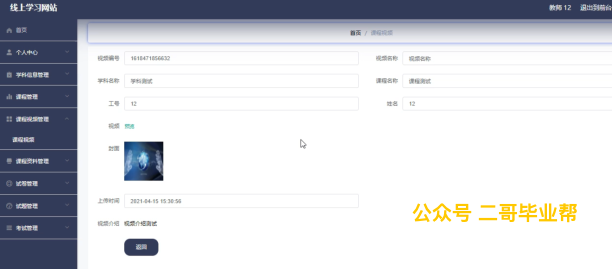 线上学习网站
教师 12 退出到前台
首页
首页 / 课程视频
个人中心
学科信息管理
课程管理
课程视频管理
课程视频
课程资料管理
试卷管理
试题管理
考试管理
视频编号 1618471856632 视频名称 视频名称
学科名称 学科测试 课程名称 课程测试
工号 12 姓名 12
视频 预览
封面
上传时间 2021-04-15 15:30:56
视频介绍 视频介绍测试
返回
公众号 二哥毕业帮